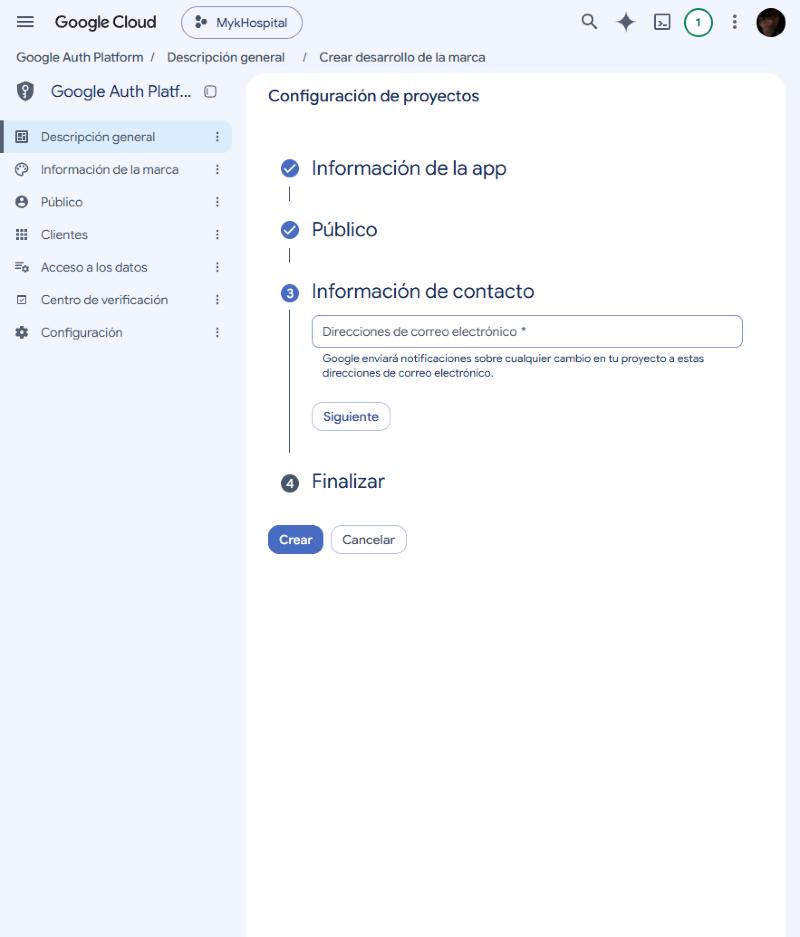 Google Cloud
MykHospital
1
Google Auth Platform / Descripción general / Crear desarrollo de la marca
Google Auth Platf...
Configuración de proyectos
Descripción general
Información de la marca
Público
Clientes
Acceso a los datos
Centro de verificación
Configuración
Información de la app
Público
3 Información de contacto
Direcciones de correo electrónico *
Google enviará notificaciones sobre cualquier cambio en tu proyecto a estas
direcciones de correo electrónico.
Siguiente
4 Finalizar
Crear Cancelar